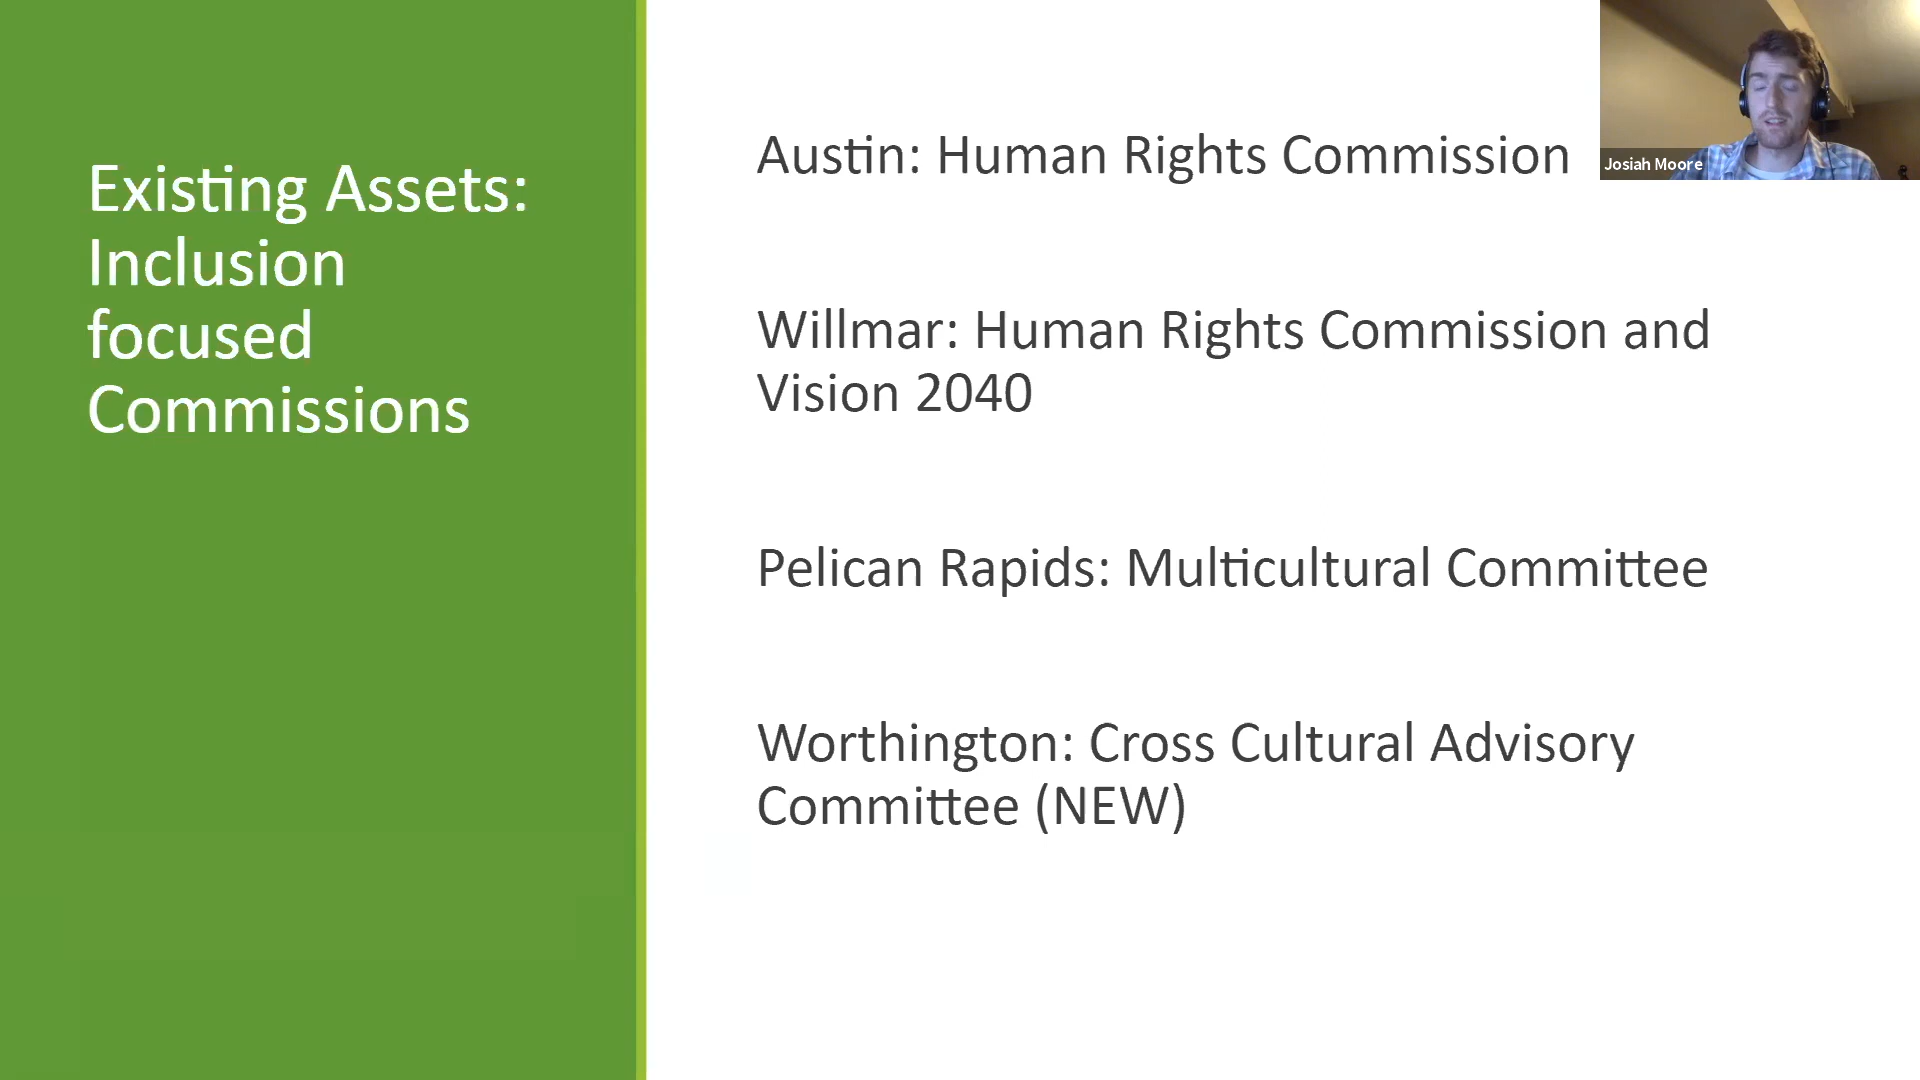 Existing Assets:
Inclusion
focused
Commissions
Austin: Human Rights Commission
Willmar: Human Rights Commission and
Vision 2040
Pelican Rapids: Multicultural Committee
Worthington: Cross Cultural Advisory
Committee (NEW)
Josiah Moore